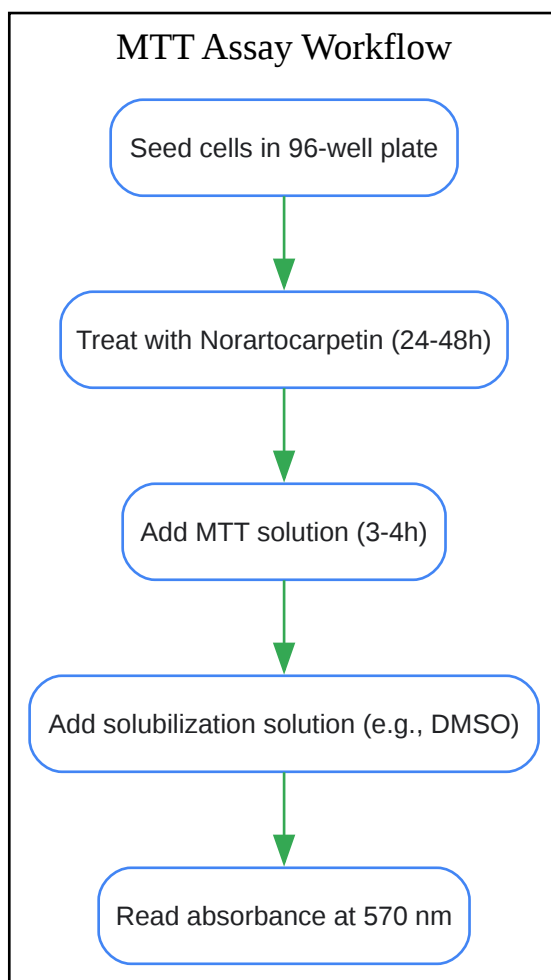 MTT Assay Workflow
Seed cells in 96-well plate
Treat with Norartocarpetin (24-48h)
Add MTT solution (3-4h)
Add solubilization solution (e.g., DMSO)
Read absorbance at 570 nm